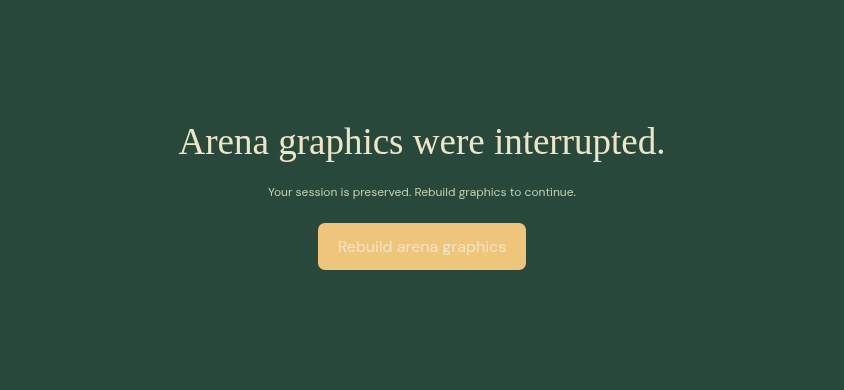 Arena graphics were interrupted.
Your session is preserved. Rebuild graphics to continue.
Rebuild arena graphics